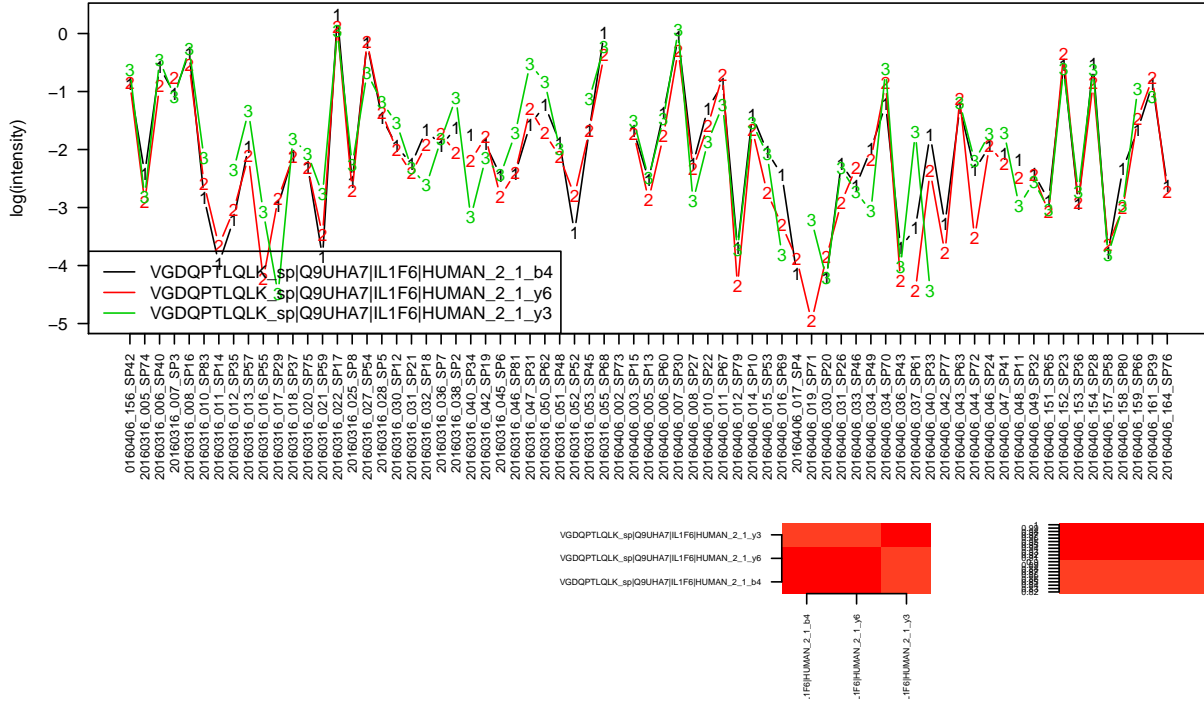 log(intensity)
0
−1
−2
−3
−4
−5
VGDQPTLQLK_sp|Q9UHA7|IL1F6|HUMAN_2_1_b4
VGDQPTLQLK_sp|Q9UHA7|IL1F6|HUMAN_2_1_y6
VGDQPTLQLK_sp|Q9UHA7|IL1F6|HUMAN_2_1_y3
0160406_156_SP42
20160316_005_SP74
20160316_006_SP40
20160316_007_SP3
20160316_008_SP16
20160316_010_SP83
20160316_011_SP14
20160316_012_SP35
20160316_013_SP57
20160316_016_SP55
20160316_017_SP29
20160316_018_SP37
20160316_020_SP75
20160316_021_SP59
20160316_022_SP17
20160316_025_SP8
20160316_027_SP54
20160316_028_SP5
20160316_030_SP12
20160316_031_SP21
20160316_032_SP18
20160316_036_SP7
20160316_038_SP2
20160316_040_SP34
20160316_042_SP19
20160316_045_SP6
20160316_046_SP81
20160316_047_SP31
20160316_050_SP62
20160316_051_SP48
20160316_052_SP52
20160316_053_SP45
20160316_055_SP68
20160406_002_SP73
20160406_003_SP15
20160406_005_SP13
20160406_006_SP60
20160406_007_SP30
20160406_008_SP27
20160406_010_SP22
20160406_011_SP67
20160406_012_SP79
20160406_014_SP10
20160406_015_SP53
20160406_016_SP69
20160406_017_SP4
20160406_019_SP71
20160406_030_SP20
20160406_031_SP26
20160406_033_SP46
20160406_034_SP49
20160406_034_SP70
20160406_036_SP43
20160406_037_SP61
20160406_040_SP33
20160406_042_SP77
20160406_043_SP63
20160406_044_SP72
20160406_046_SP24
20160406_047_SP41
20160406_048_SP11
20160406_049_SP32
20160406_151_SP65
20160406_152_SP23
20160406_153_SP36
20160406_154_SP28
20160406_157_SP58
20160406_158_SP80
20160406_159_SP66
20160406_161_SP39
20160406_164_SP76
VGDQPTLQLK_sp|Q9UHA7|IL1F6|HUMAN_2_1_y3
VGDQPTLQLK_sp|Q9UHA7|IL1F6|HUMAN_2_1_y6
VGDQPTLQLK_sp|Q9UHA7|IL1F6|HUMAN_2_1_b4
.1F6|HUMAN_2_1_b4
.1F6|HUMAN_2_1_y6
.1F6|HUMAN_2_1_y3
1
0.82